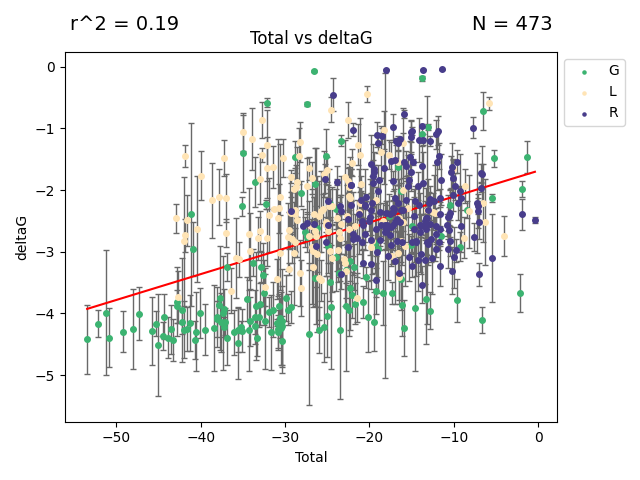 r^2 = 0.19
N = 473
Total vs deltaG
G
L
R
deltaG
0
−1
−2
−3
−4
−5
−50
−40
−30
−20
−10
0
Total